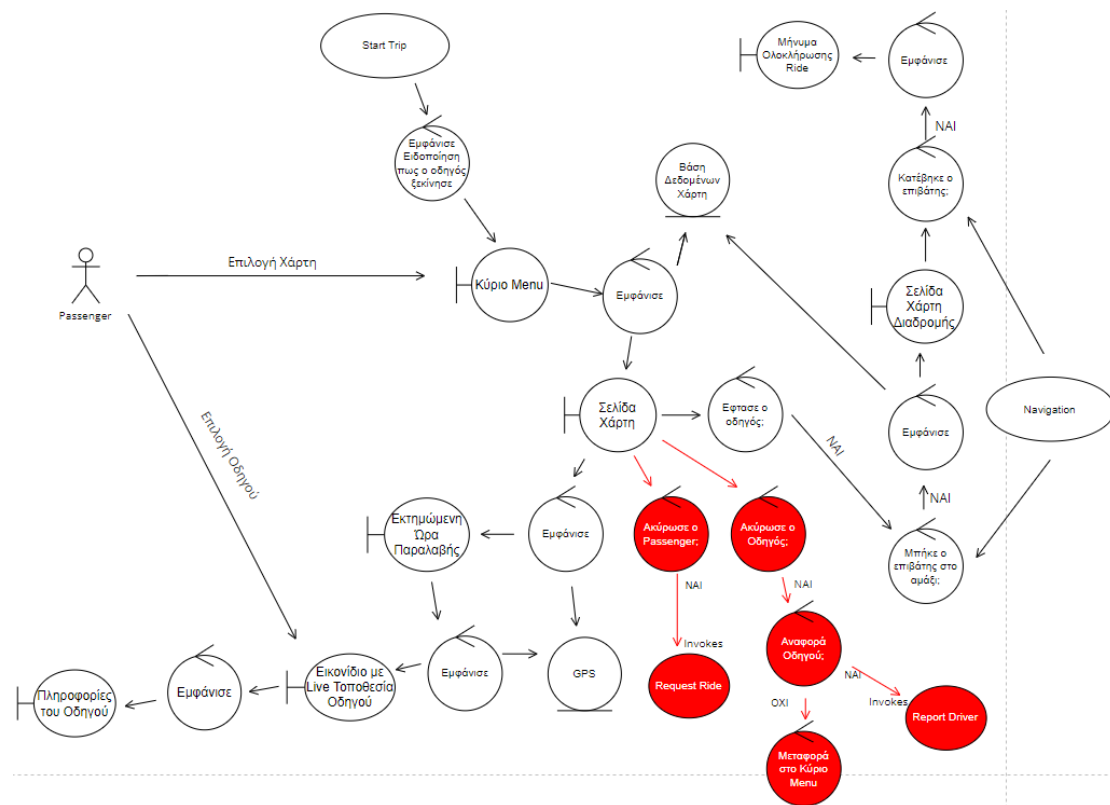 Start Trip
Μήνυμα
Ολοκλήρωσης
Ride
Εμφάνισε
ΝΑΙ
Εμφάνισε
Ειδοποίηση
πως ο οδηγός
ξεκίνησε
Βάση
Δεδομένων
Χάρτη
Κατέβηκε ο
επιβάτης;
Passenger
Επιλογή Χάρτη
Κύριο Menu
Εμφάνισε
Σελίδα
Χάρτη
Διαδρομής
Σελίδα
Χάρτη
Εφτασε ο
οδηγός;
ΝΑΙ
Εμφάνισε
Navigation
Επιλογή Οδηγού
ΝΑΙ
Εκτημώμενη
Ώρα
Παραλαβής
Εμφάνισε
Ακύρωσε ο
Passenger;
Ακύρωσε ο
Οδηγός;
Μπήκε ο
επιβάτης στο
αμάξι;
ΝΑΙ
ΝΑΙ
Invokes
Αναφορά
Οδηγού;
Πληροφορίες
του Οδηγού
Εμφάνισε
Εικονίδιο με
Live Τοποθεσία
Οδηγού
Εμφάνισε
GPS
Request Ride
ΝΑΙ
Invokes
Report Driver
ΟΧΙ
Μεταφορά
στο Κύριο
Menu